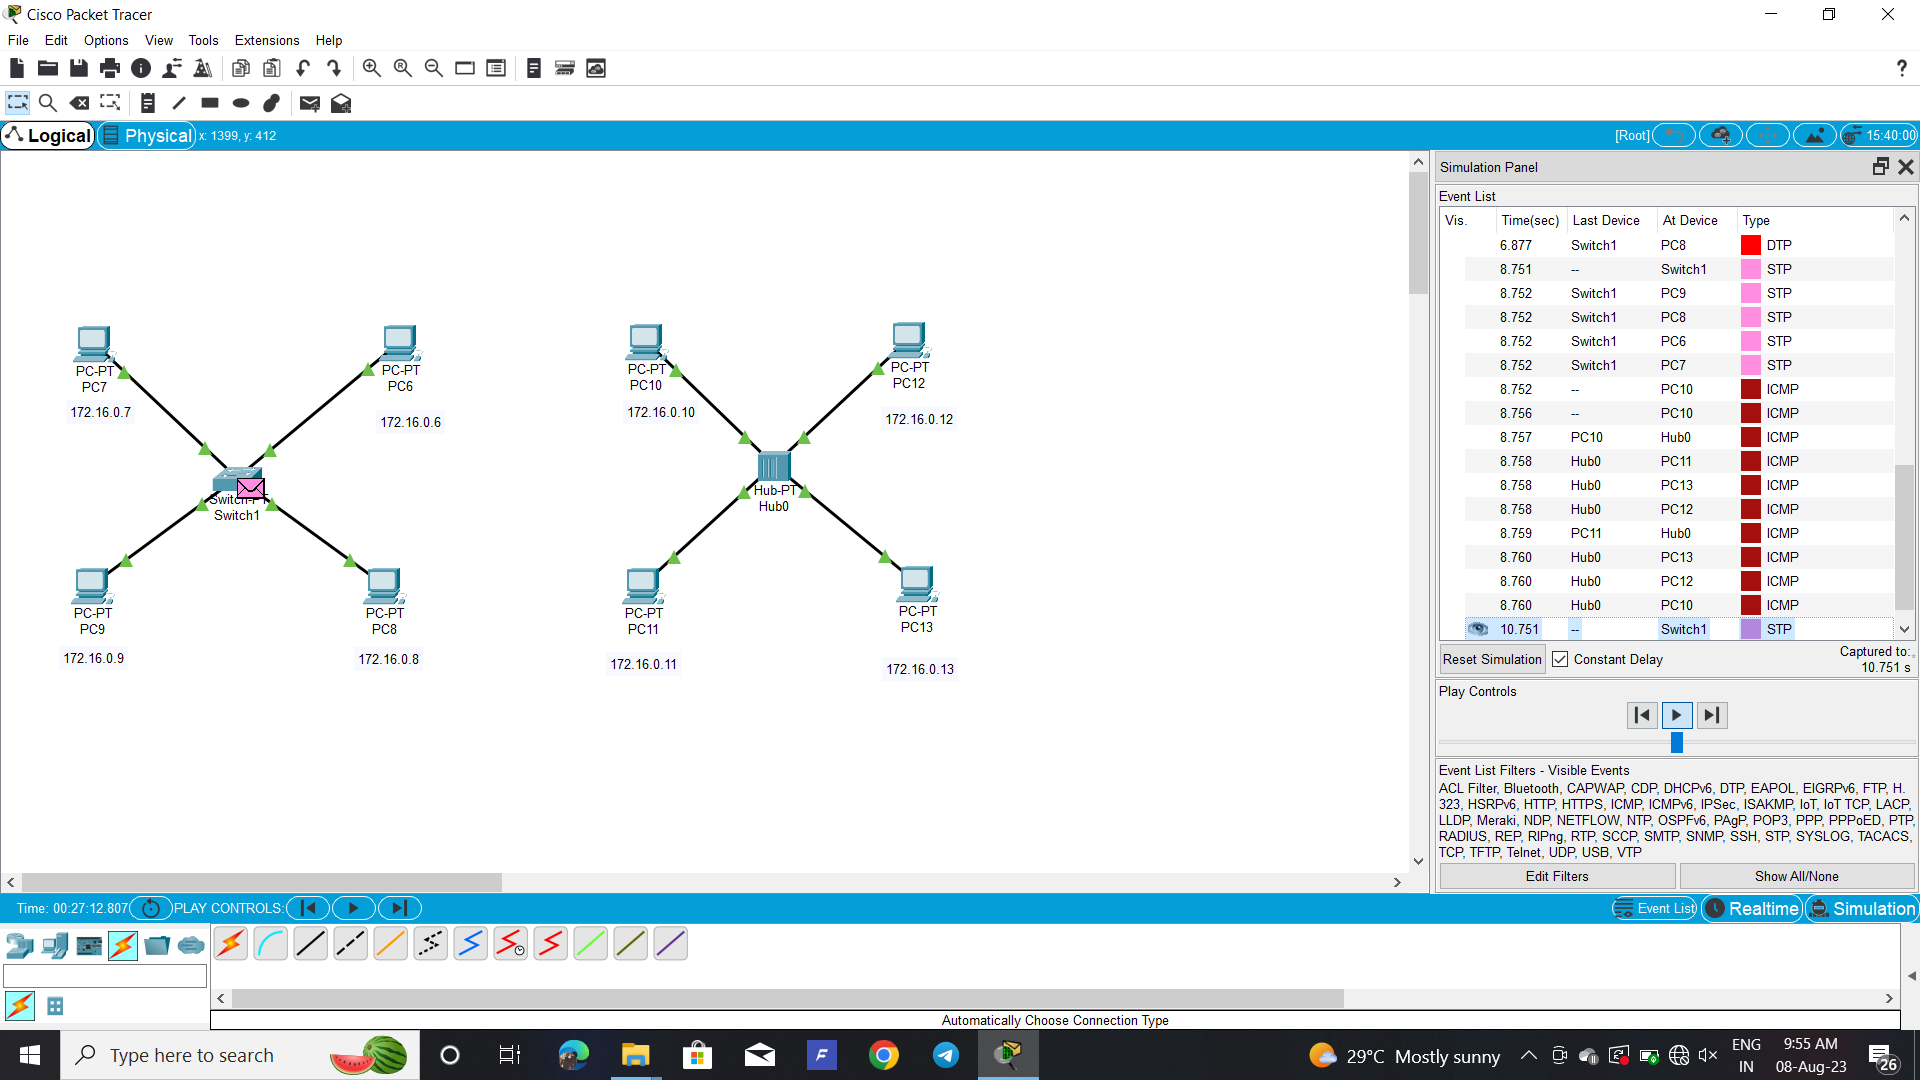 Cisco Packet Tracer
File Edit Options View Tools Extensions Help
?
Logical Physical x: 1399, y: 412 [Root] 15:40:00
Simulation Panel
Event List
Vis. Time(sec) Last Device At Device Type
6.877 Switch1 PC8 DTP
8.751 -- Switch1 STP
8.752 Switch1 PC9 STP
8.752 Switch1 PC8 STP
8.752 Switch1 PC6 STP
8.752 Switch1 PC7 STP
8.752 -- PC10 ICMP
8.756 -- PC10 ICMP
8.757 PC10 Hub0 ICMP
8.758 Hub0 PC11 ICMP
8.758 Hub0 PC13 ICMP
8.758 Hub0 PC12 ICMP
8.759 PC11 Hub0 ICMP
8.760 Hub0 PC13 ICMP
8.760 Hub0 PC12 ICMP
8.760 Hub0 PC10 ICMP
10.751 -- Switch1 STP
Reset Simulation Constant Delay
Captured to:
10.751 s
Play Controls
Event List Filters - Visible Events
ACL Filter, Bluetooth, CAPWAP, CDP, DHCPv6, DTP, EAPOL, EIGRPv6, FTP, H.
323, HSRPv6, HTTP, HTTPS, ICMP, ICMPv6, IPSec, ISAKMP, IoT, IoT TCP, LACP,
LLDP, Meraki, NDP, NETFLOW, NTP, OSPFv6, PAgP, POP3, PPP, PPPoED, PTP,
RADIUS, REP, RIPng, RTP, SCCP, SMTP, SNMP, SSH, STP, SYSLOG, TACACS,
TCP, TFTP, Telnet, UDP, USB, VTP
Edit Filters Show All/None
PC-PT
PC7
172.16.0.7
PC-PT
PC6
172.16.0.6
Switch-PT
Switch1
PC-PT
PC9
172.16.0.9
PC-PT
PC8
172.16.0.8
PC-PT
PC10
172.16.0.10
PC-PT
PC12
172.16.0.12
Hub-PT
Hub0
PC-PT
PC11
172.16.0.11
PC-PT
PC13
172.16.0.13
Time: 00:27:12.807 PLAY CONTROLS: Event List Realtime Simulation
Automatically Choose Connection Type
Type here to search
29°C Mostly sunny
ENG
IN
9:55 AM
08-Aug-23
26